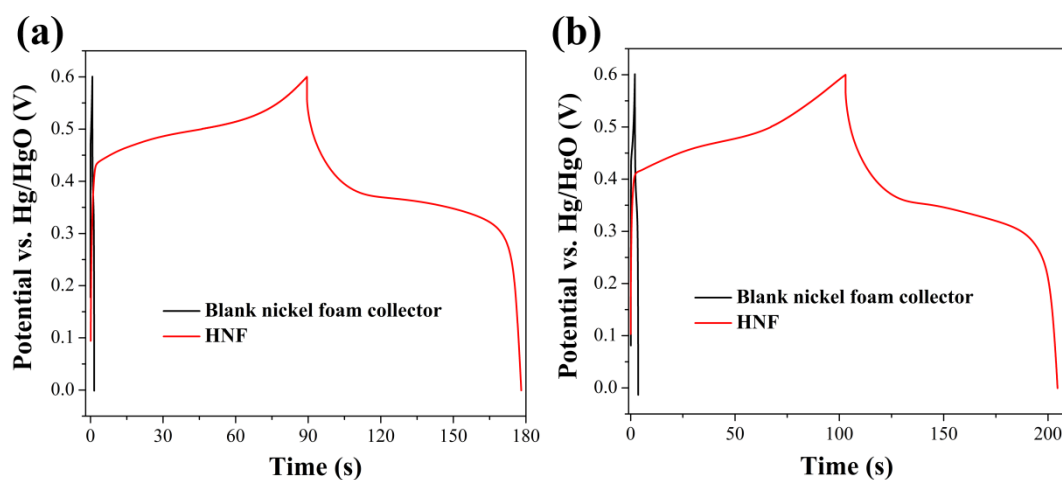 (a)
Potential vs. Hg/HgO (V)
0.6
0.5
0.4
0.3
0.2
0.1
0.0
Blank nickel foam collector
HNF
0 30 60 90 120 150 180
Time (s)
(b)
Potential vs. Hg/HgO (V)
0.6
0.5
0.4
0.3
0.2
0.1
0.0
Blank nickel foam collector
HNF
0 50 100 150 200
Time (s)